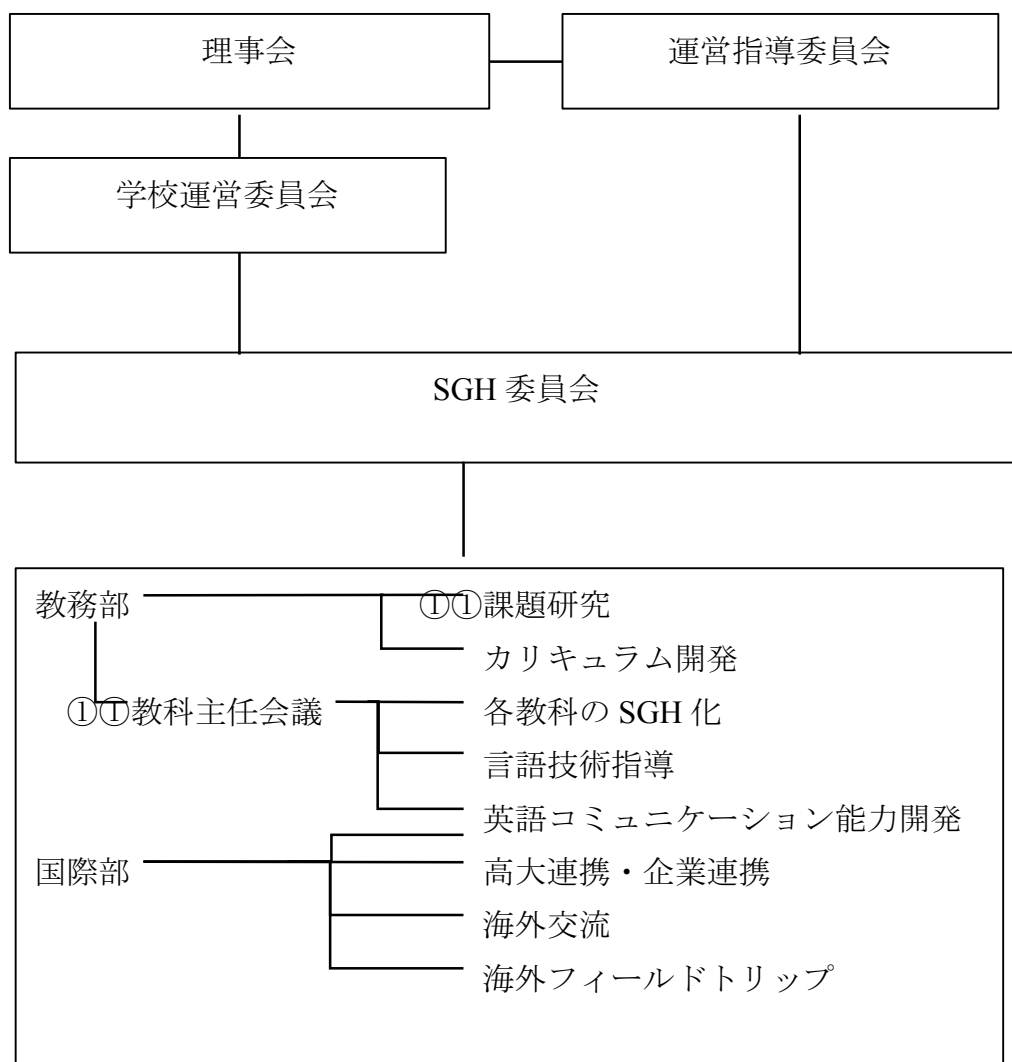 理事会
運営指導委員会
学校運営委員会
SGH 委員会
教務部
①①課題研究
カリキュラム開発
①①教科主任会議
各教科の SGH 化
言語技術指導
英語コミュニケーション能力開発
国際部
高大連携・企業連携
海外交流
海外フィールドトリップ